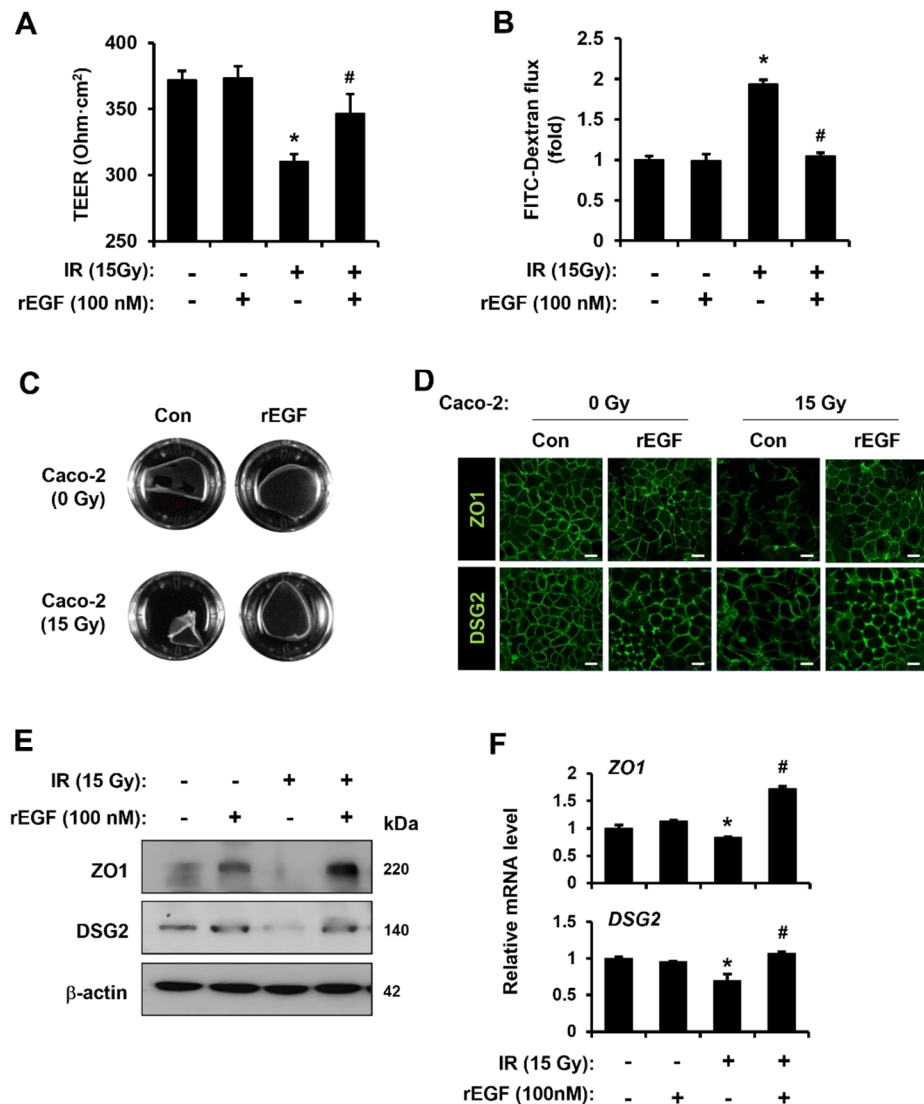 A
TEER (Ohm·cm²)
400
350
300
250
*
#
IR (15Gy): - - + +
rEGF (100 nM): - + - +
B
FITC-Dextran flux
(fold)
2.5
2
1.5
1
0.5
0
*
#
IR (15Gy): - - + +
rEGF (100 nM): - + - +
C
Con rEGF
Caco-2
(0 Gy)
Caco-2
(15 Gy)
D
Caco-2: 0 Gy 15 Gy
Con rEGF Con rEGF
ZO1
DSG2
E
IR (15 Gy): - - + +
rEGF (100 nM): - + - + kDa
ZO1 220
DSG2 140
β-actin 42
F
Relative mRNA level
ZO1
2
1.5
1
0.5
0
*
#
DSG2
1.5
1
0.5
0
*
#
IR (15 Gy) - - + +
rEGF (100nM) - + - +